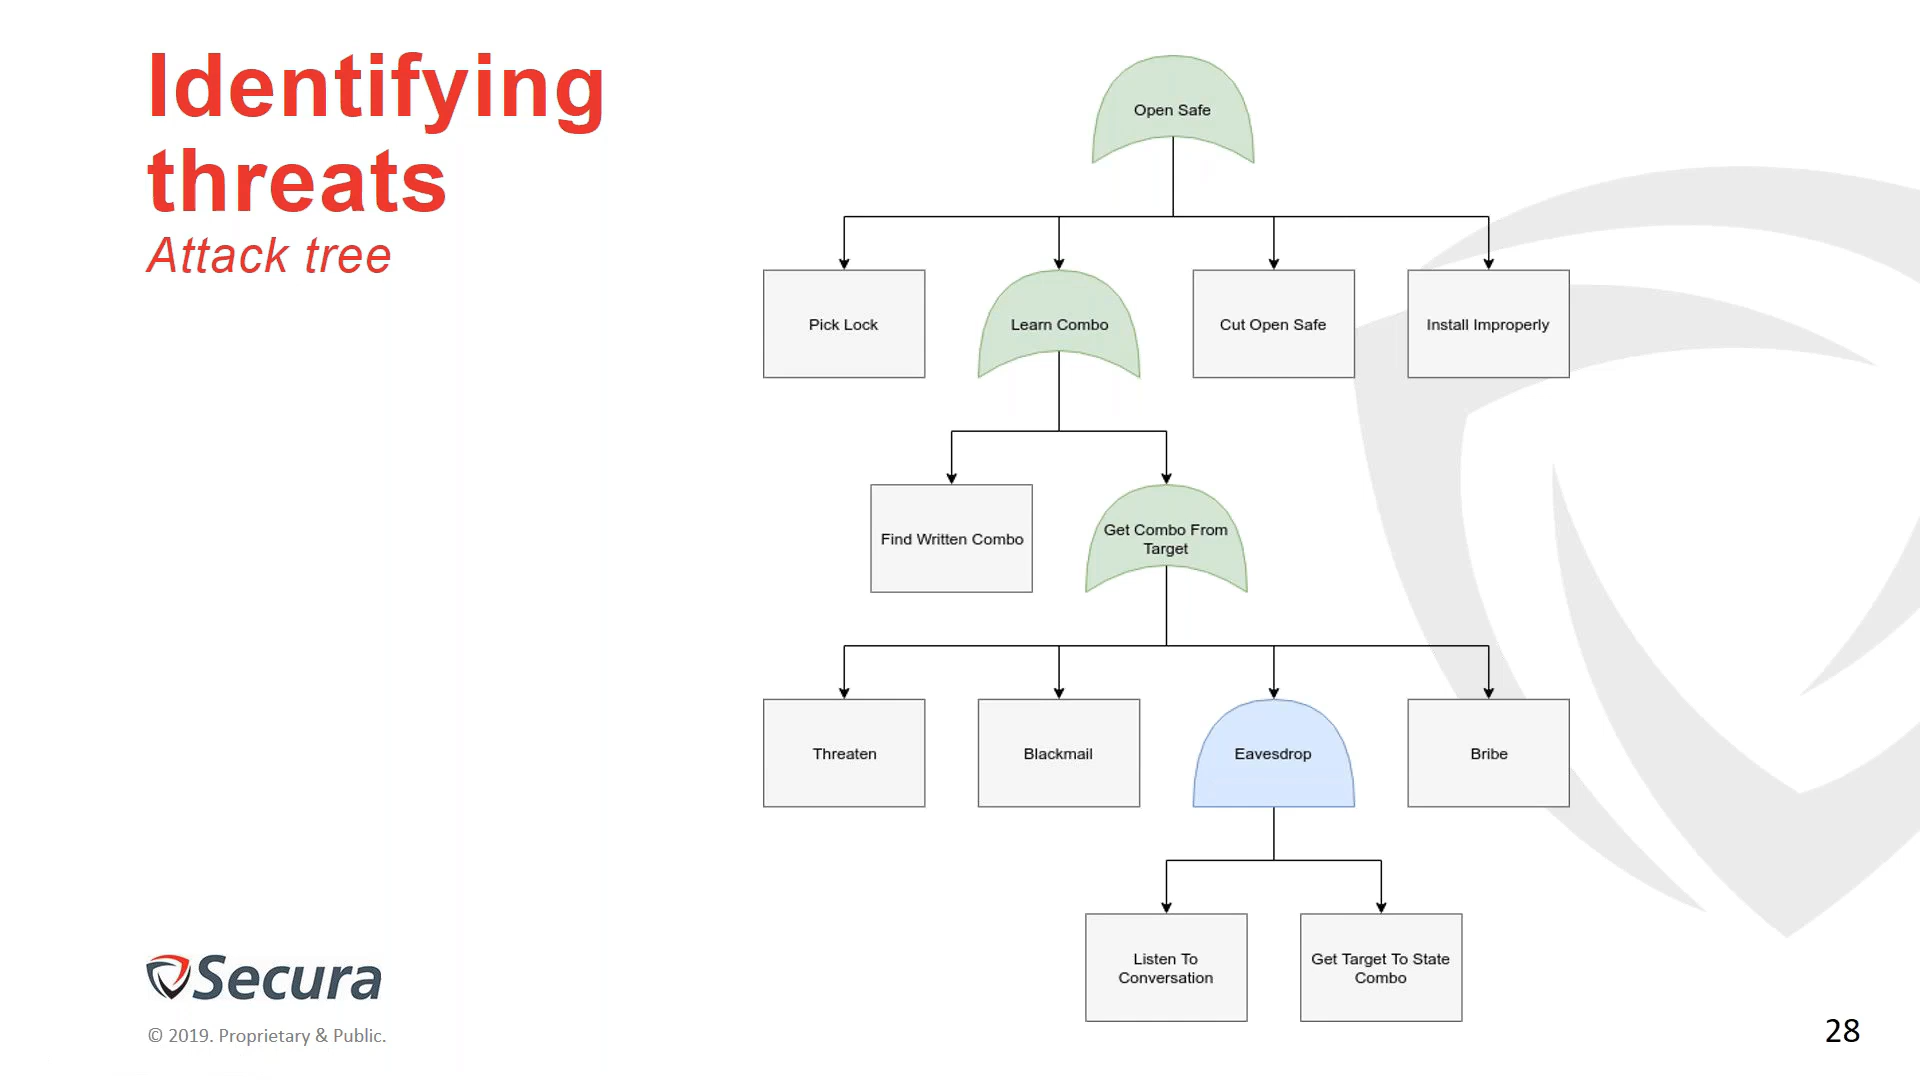 Identifying
threats
Attack tree
Open Safe
Pick Lock
Learn Combo
Cut Open Safe
Install Improperly
Find Written Combo
Get Combo From
Target
Threaten
Blackmail
Eavesdrop
Bribe
Listen To
Conversation
Get Target To State
Combo
Secura
© 2019. Proprietary & Public.
28